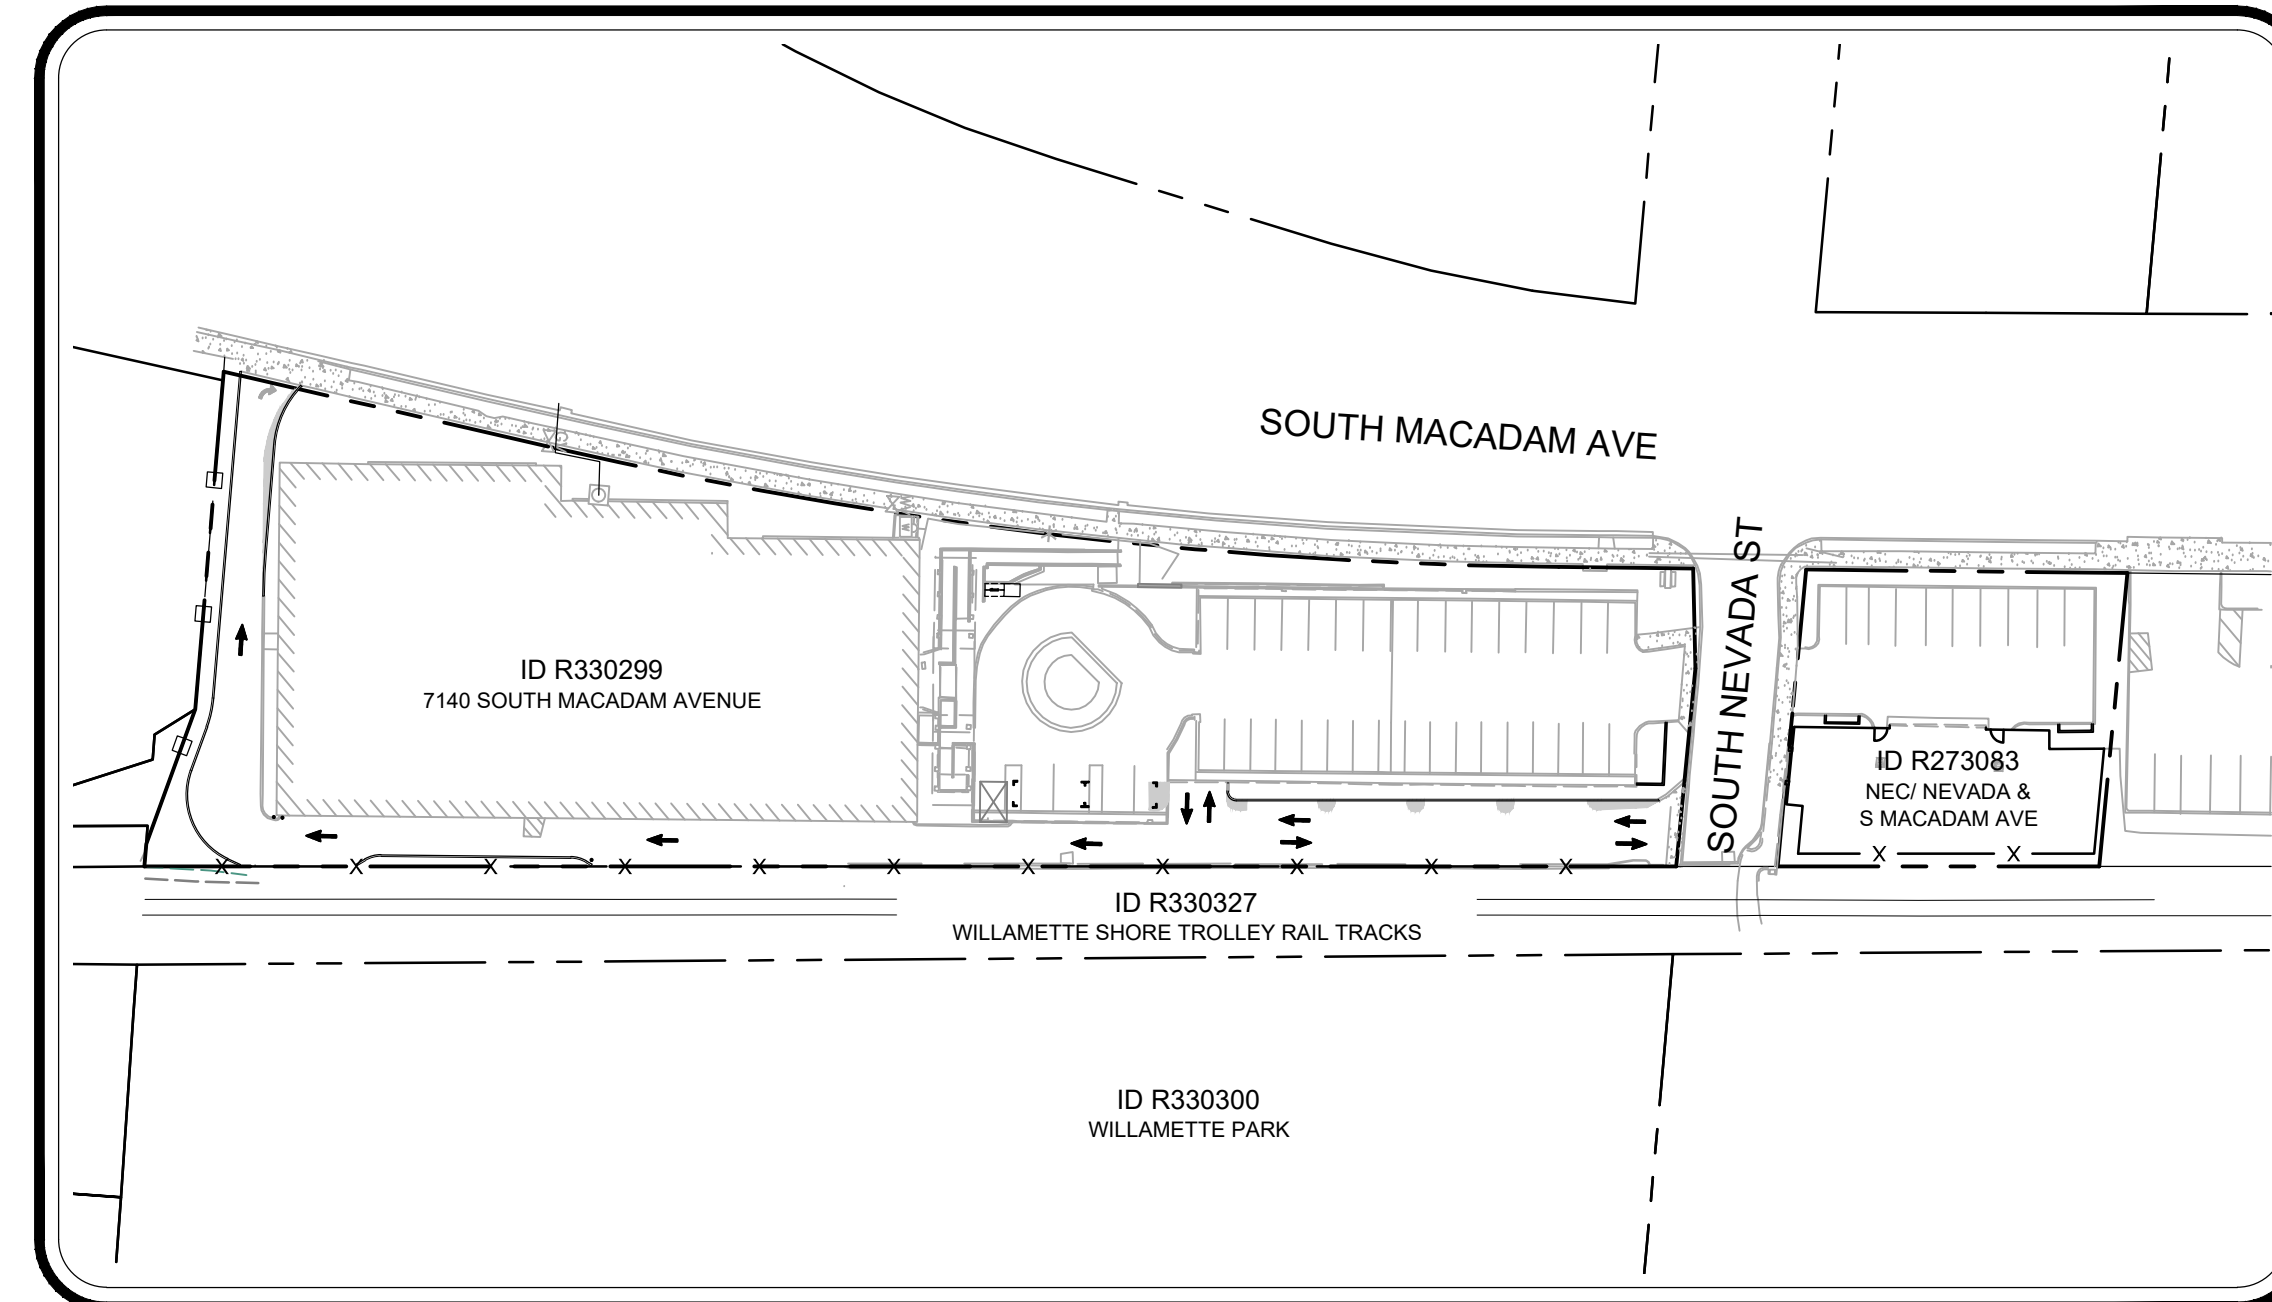 SOUTH MACADAM AVE
SOUTH NEVADA ST
ID R330299
7140 SOUTH MACADAM AVENUE
ID R273083
NEC/ NEVADA &
S MACADAM AVE
X X
X X X X X X X X X X X
ID R330327
WILLAMETTE SHORE TROLLEY RAIL TRACKS
ID R330300
WILLAMETTE PARK